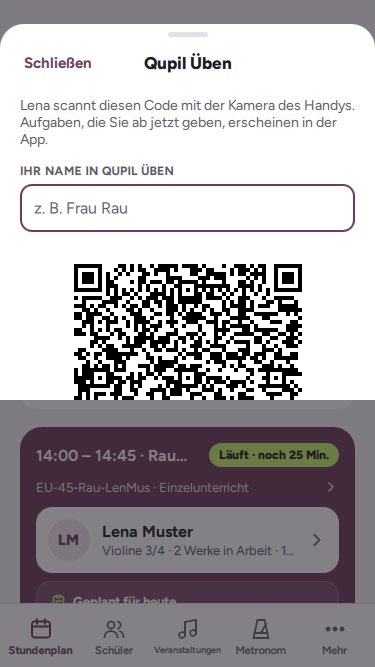 Schließen
Qupil Üben
Lena scannt diesen Code mit der Kamera des Handys.
Aufgaben, die Sie ab jetzt geben, erscheinen in der
App.
IHR NAME IN QUPIL ÜBEN
z. B. Frau Rau
14:00 – 14:45 · Rau...
Läuft · noch 25 Min.
EU-45-Rau-LenMus · Einzelunterricht
LM
Lena Muster
Violine 3/4 · 2 Werke in Arbeit · 1...
Geplant für heute
Stundenplan
Schüler
Veranstaltungen
Metronom
Mehr